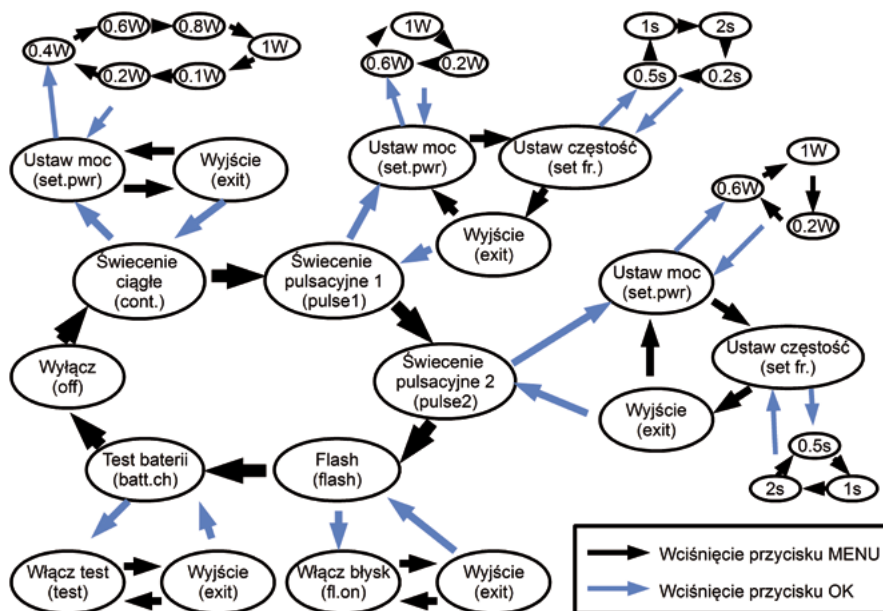 0.6W
0.8W
0.4W
1W
0.2W
0.1W
1W
0.6W
0.2W
1s
2s
0.5s
0.2s
Ustaw moc
(set.pwr)
Wyjście
(exit)
Ustaw moc
(set.pwr)
Ustaw częstość
(set fr.)
Wyjście
(exit)
1W
0.6W
0.2W
Świecenie
ciągłe
(cont.)
Świecenie
pulsacyjne 1
(pulse1)
Ustaw moc
(set.pwr)
Wyłącz
(off)
Świecenie
pulsacyjne 2
(pulse2)
Ustaw częstość
(set fr.)
Wyjście
(exit)
Test baterii
(batt.ch)
Flash
(flash)
0.5s
2s
1s
Włącz test
(test)
Wyjście
(exit)
Włącz błysk
(fl.on)
Wyjście
(exit)
Wciśnięcie przycisku MENU
Wciśnięcie przycisku OK